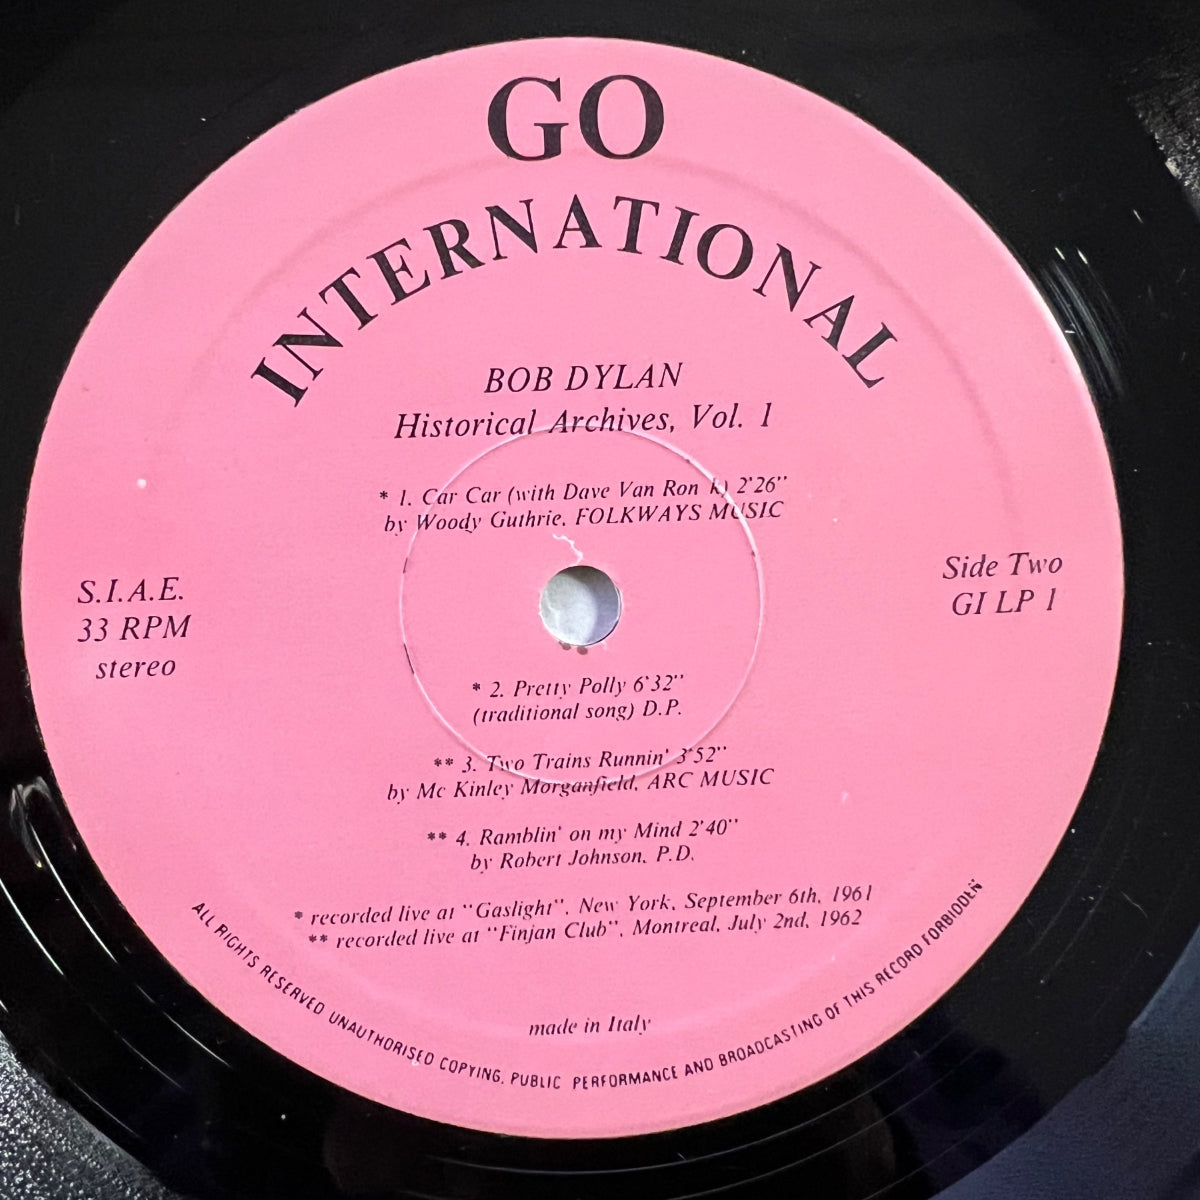 GO
INTERNATIONAL
BOB DYLAN
Historical Archives, Vol. 1
* 1. Car Car (with Dave Van Ron k) 2'26''
by Woody Guthrie, FOLKWAYS MUSIC
S.I.A.E.
33 RPM
stereo
Side Two
GI LP 1
* 2. Pretty Polly 6'32''
(traditional song) D.P.
** 3. Two Trains Runnin' 3'52''
by Mc Kinley Morganfield, ARC MUSIC
** 4. Ramblin' on my Mind 2'40''
by Robert Johnson, P.D.
* recorded live at "Gaslight", New York, September 6th, 1961
** recorded live at "Finjan Club", Montreal, July 2nd, 1962
made in Italy
ALL RIGHTS RESERVED UNAUTHORISED COPYING, PUBLIC PERFORMANCE AND BROADCASTING OF THIS RECORD FORBIDDEN